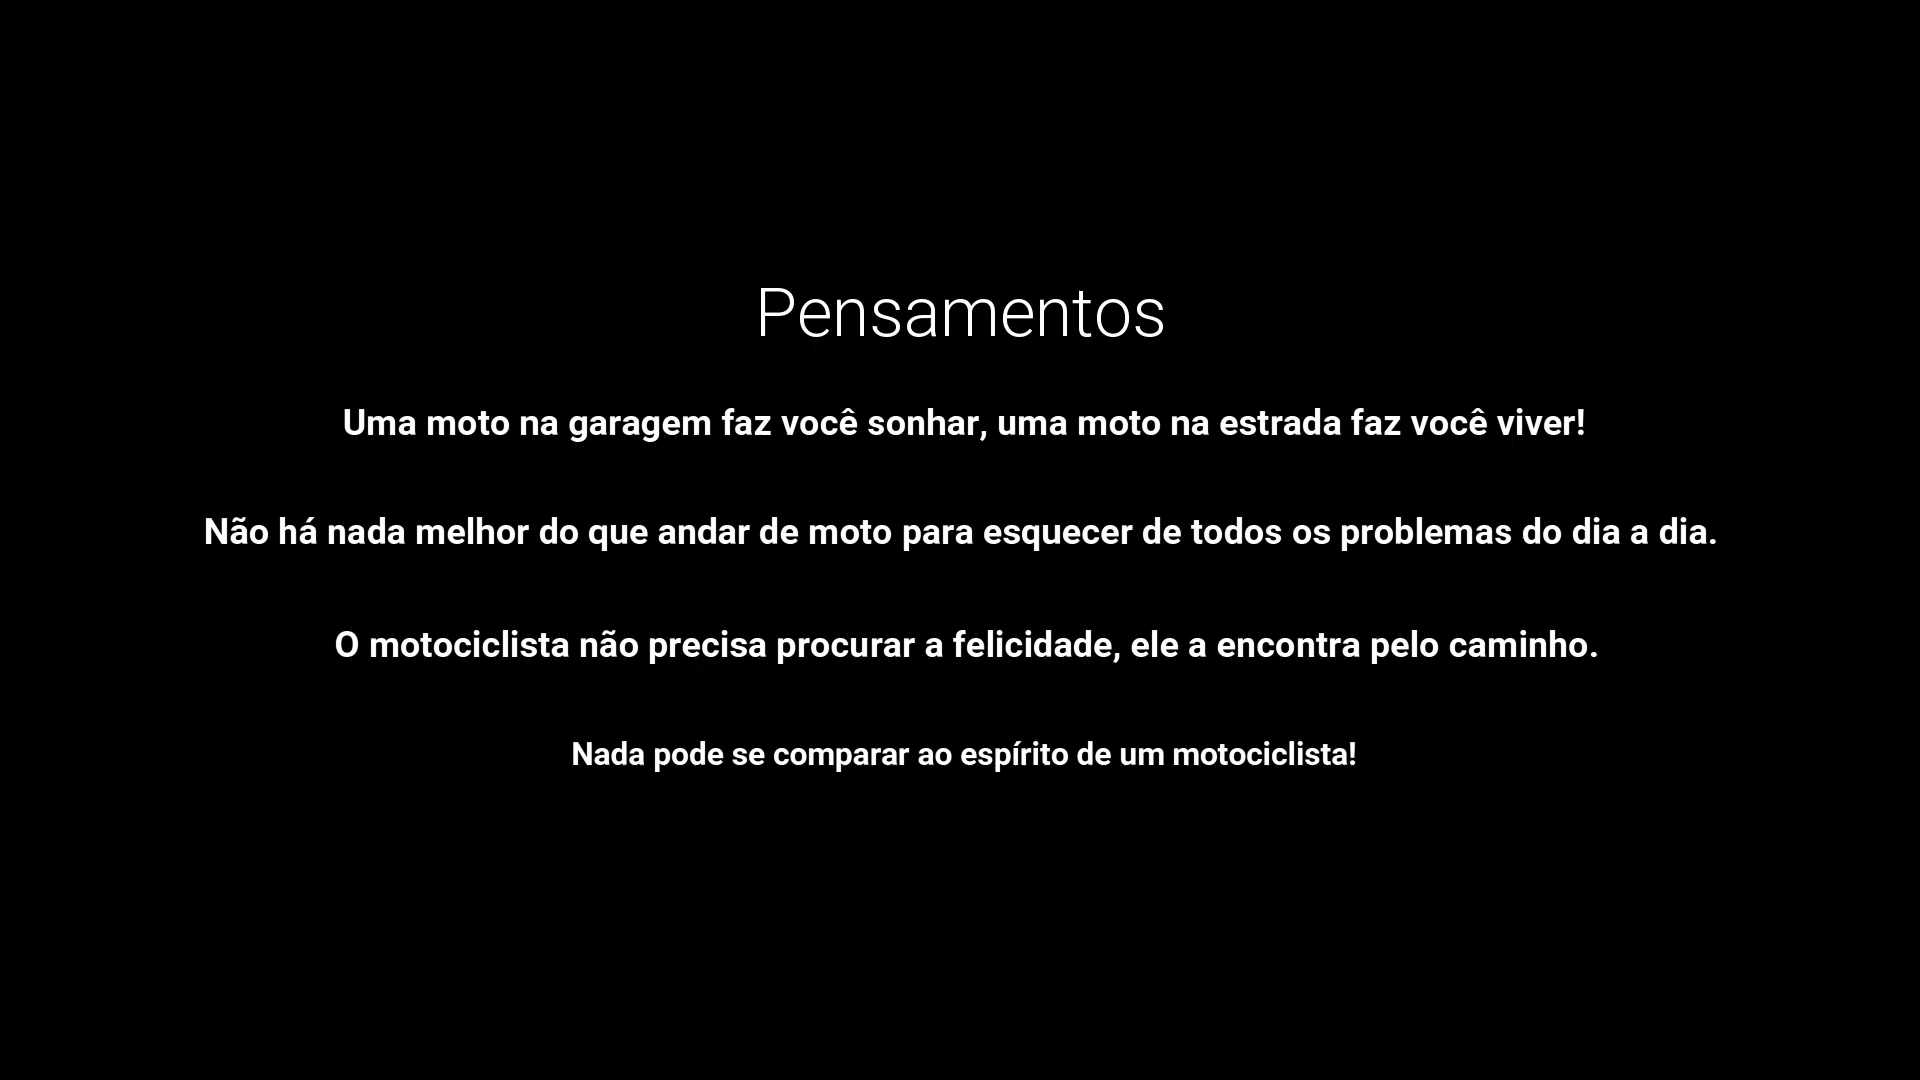 Pensamentos
Uma moto na garagem faz você sonhar, uma moto na estrada faz você viver!
Não há nada melhor do que andar de moto para esquecer de todos os problemas do dia a dia.
O motociclista não precisa procurar a felicidade, ele a encontra pelo caminho.
Nada pode se comparar ao espírito de um motociclista!